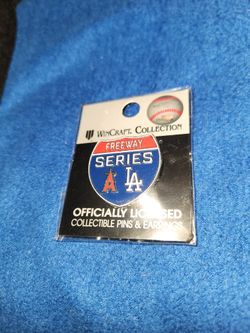 WINCRAFT COLLECTION
FREEWAY
SERIES
A LA
OFFICIALLY LICENSED
COLLECTIBLE PINS & EARRINGS